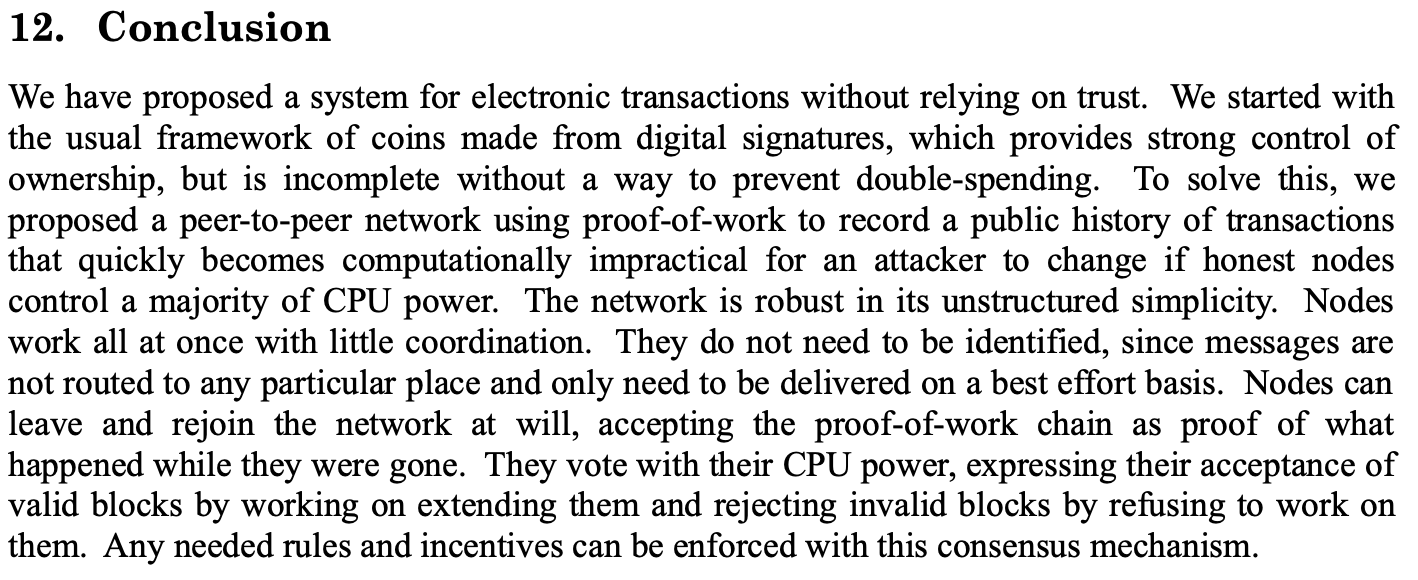 12. Conclusion
We have proposed a system for electronic transactions without relying on trust. We started with
the usual framework of coins made from digital signatures, which provides strong control of
ownership, but is incomplete without a way to prevent double-spending. To solve this, we
proposed a peer-to-peer network using proof-of-work to record a public history of transactions
that quickly becomes computationally impractical for an attacker to change if honest nodes
control a majority of CPU power. The network is robust in its unstructured simplicity. Nodes
work all at once with little coordination. They do not need to be identified, since messages are
not routed to any particular place and only need to be delivered on a best effort basis. Nodes can
leave and rejoin the network at will, accepting the proof-of-work chain as proof of what
happened while they were gone. They vote with their CPU power, expressing their acceptance of
valid blocks by working on extending them and rejecting invalid blocks by refusing to work on
them. Any needed rules and incentives can be enforced with this consensus mechanism.